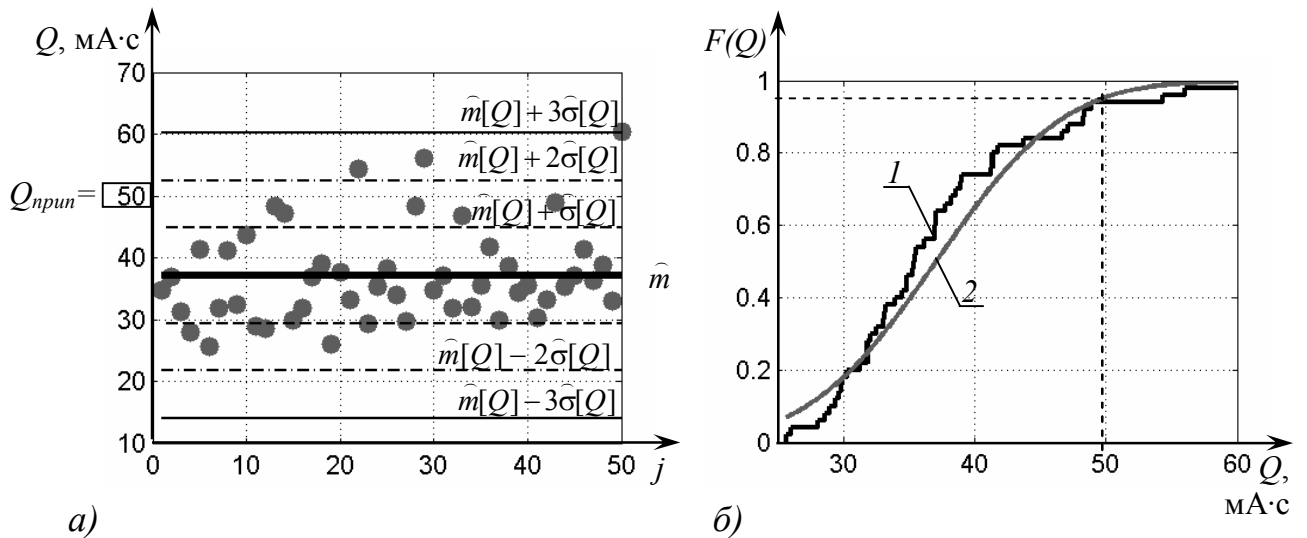 Q, мА·с
70
60
Qприп= 50
40
30
20
10
0 10 20 30 40 50
j
m̂[Q] + 3σ̂[Q]
m̂[Q] + 2σ̂[Q]
m̂[Q] + σ̂[Q]
m̂
m̂[Q] − 2σ̂[Q]
m̂[Q] − 3σ̂[Q]
а)
F(Q)
1
0.8
0.6
0.4
0.2
0
30 40 50 60
1
2
Q,
мА·с
б)